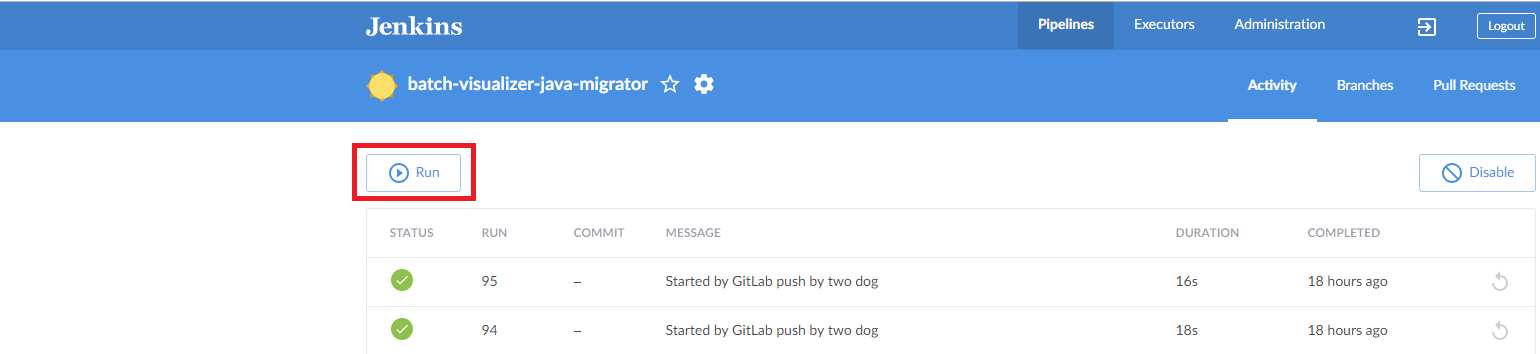 Jenkins Pipelines Executors Administration Logout
batch-visualizer-java-migrator Activity Branches Pull Requests
Run Disable
STATUS RUN COMMIT MESSAGE DURATION COMPLETED
95 – Started by GitLab push by two dog 16s 18 hours ago
94 – Started by GitLab push by two dog 18s 18 hours ago